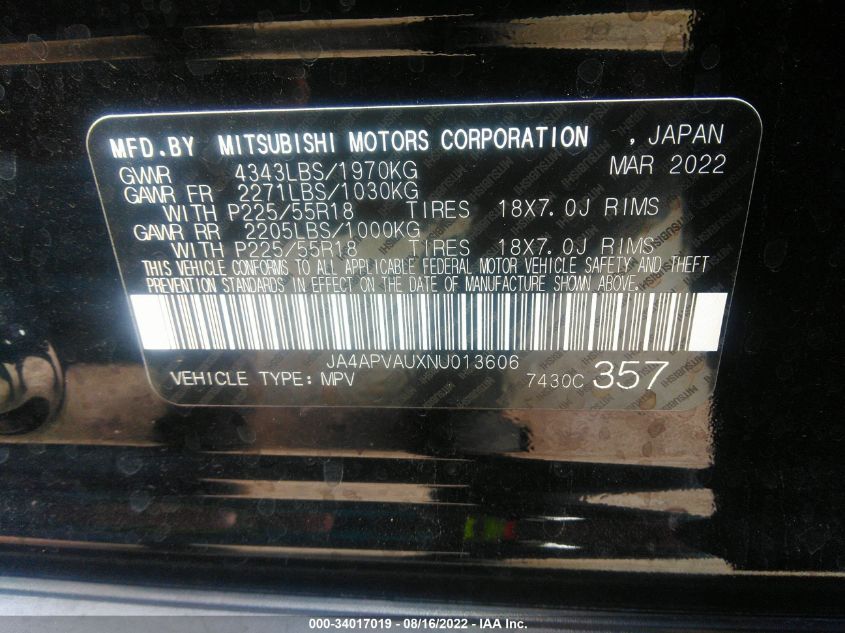 MFD.BY MITSUBISHI MOTORS CORPORATION , JAPAN
GVWR 4343LBS/1970KG MAR 2022
GAWR FR 2271LBS/1030KG
WITH P225/55R18 TIRES 18X7.0J RIMS
GAWR RR 2205LBS/1000KG
WITH P225/55R18 TIRES 18X7.0J RIMS
THIS VEHICLE CONFORMS TO ALL APPLICABLE FEDERAL MOTOR VEHICLE SAFETY AND THEFT
PREVENTION STANDARDS IN EFFECT ON THE DATE OF MANUFACTURE SHOWN ABOVE.
JA4APVAUXNU013606
VEHICLE TYPE: MPV 7430C 357
000-34017019 - 08/16/2022 - IAA Inc.